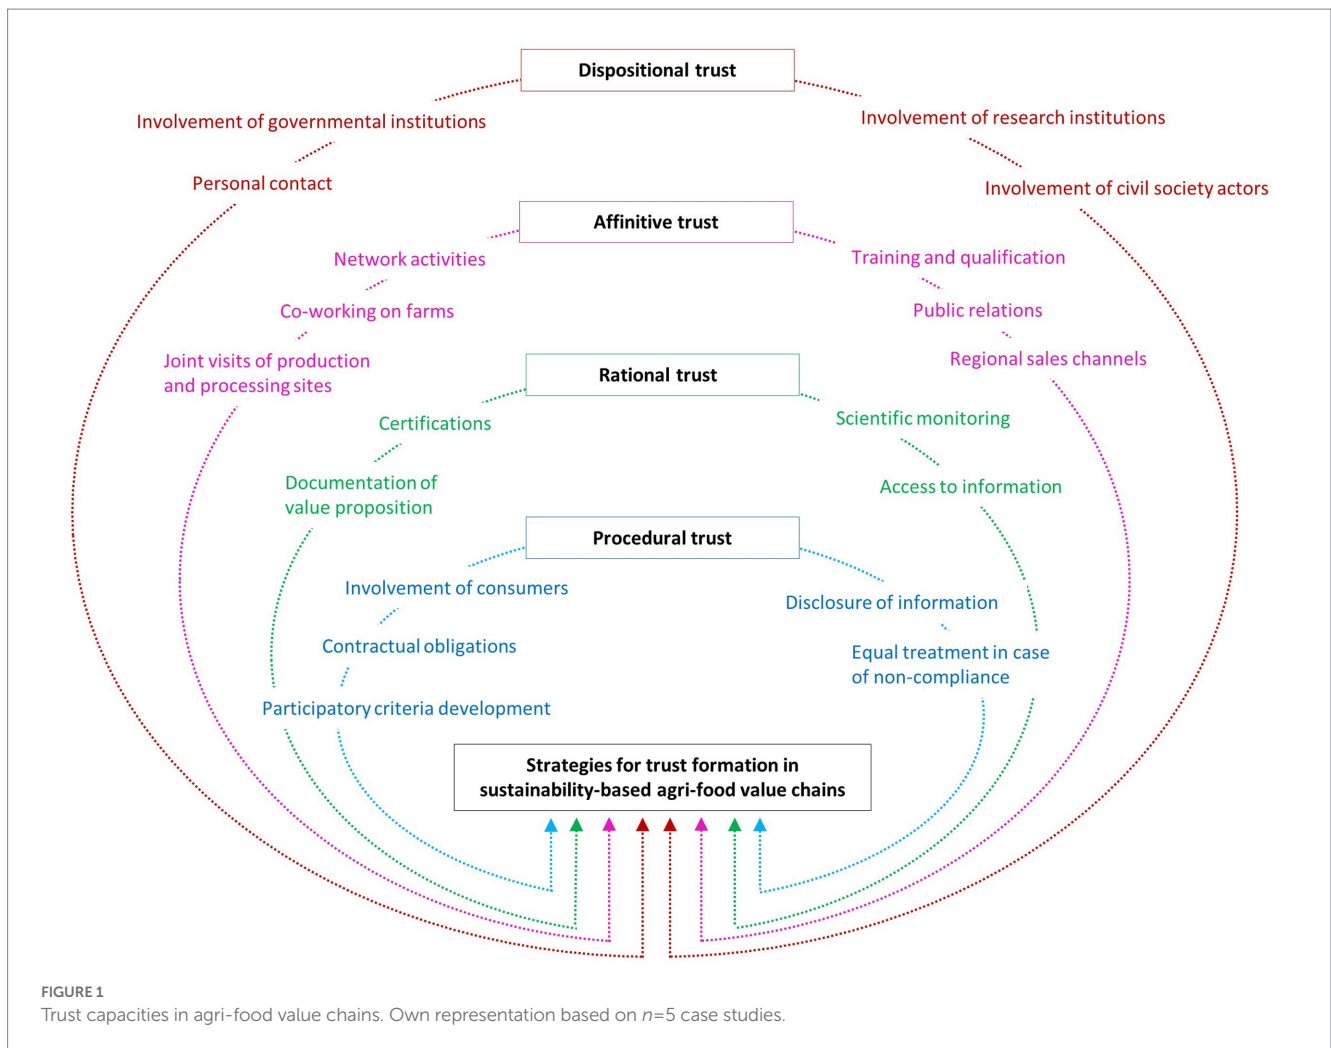 Dispositional trust
Involvement of governmental institutions
Involvement of research institutions
Personal contact
Involvement of civil society actors
Affinitive trust
Network activities
Training and qualification
Co-working on farms
Public relations
Joint visits of production
and processing sites
Regional sales channels
Rational trust
Certifications
Scientific monitoring
Documentation of
value proposition
Access to information
Procedural trust
Involvement of consumers
Disclosure of information
Contractual obligations
Equal treatment in case
of non-compliance
Participatory criteria development
Strategies for trust formation in
sustainability-based agri-food value chains
FIGURE 1
Trust capacities in agri-food value chains. Own representation based on n=5 case studies.